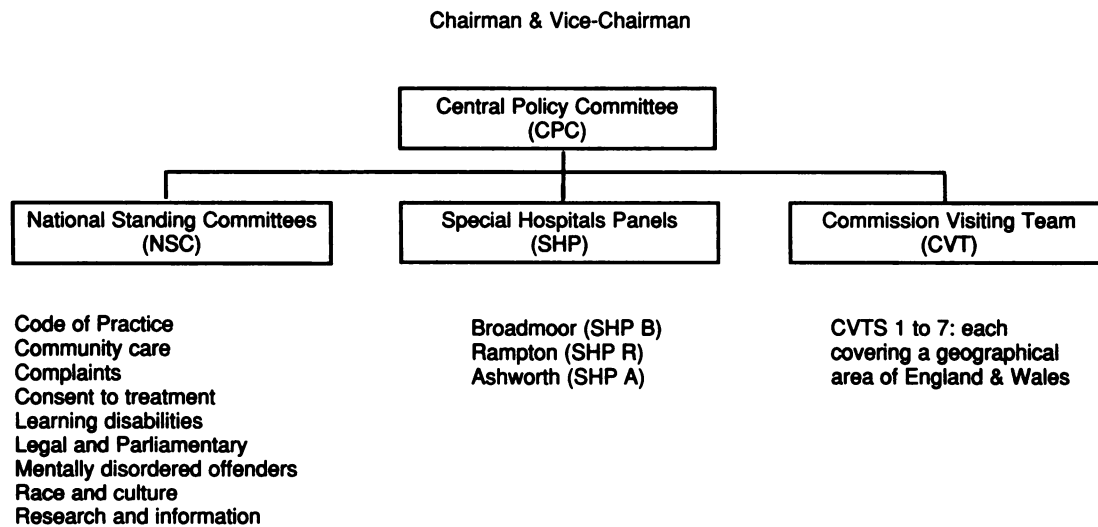 Chairman & Vice-Chairman
Central Policy Committee
(CPC)
National Standing Committees
(NSC)
Special Hospitals Panels
(SHP)
Commission Visiting Team
(CVT)
Code of Practice
Community care
Complaints
Consent to treatment
Learning disabilities
Legal and Parliamentary
Mentally disordered offenders
Race and culture
Research and information
Broadmoor (SHP B)
Rampton (SHP R)
Ashworth (SHP A)
CVTS 1 to 7: each
covering a geographical
area of England & Wales